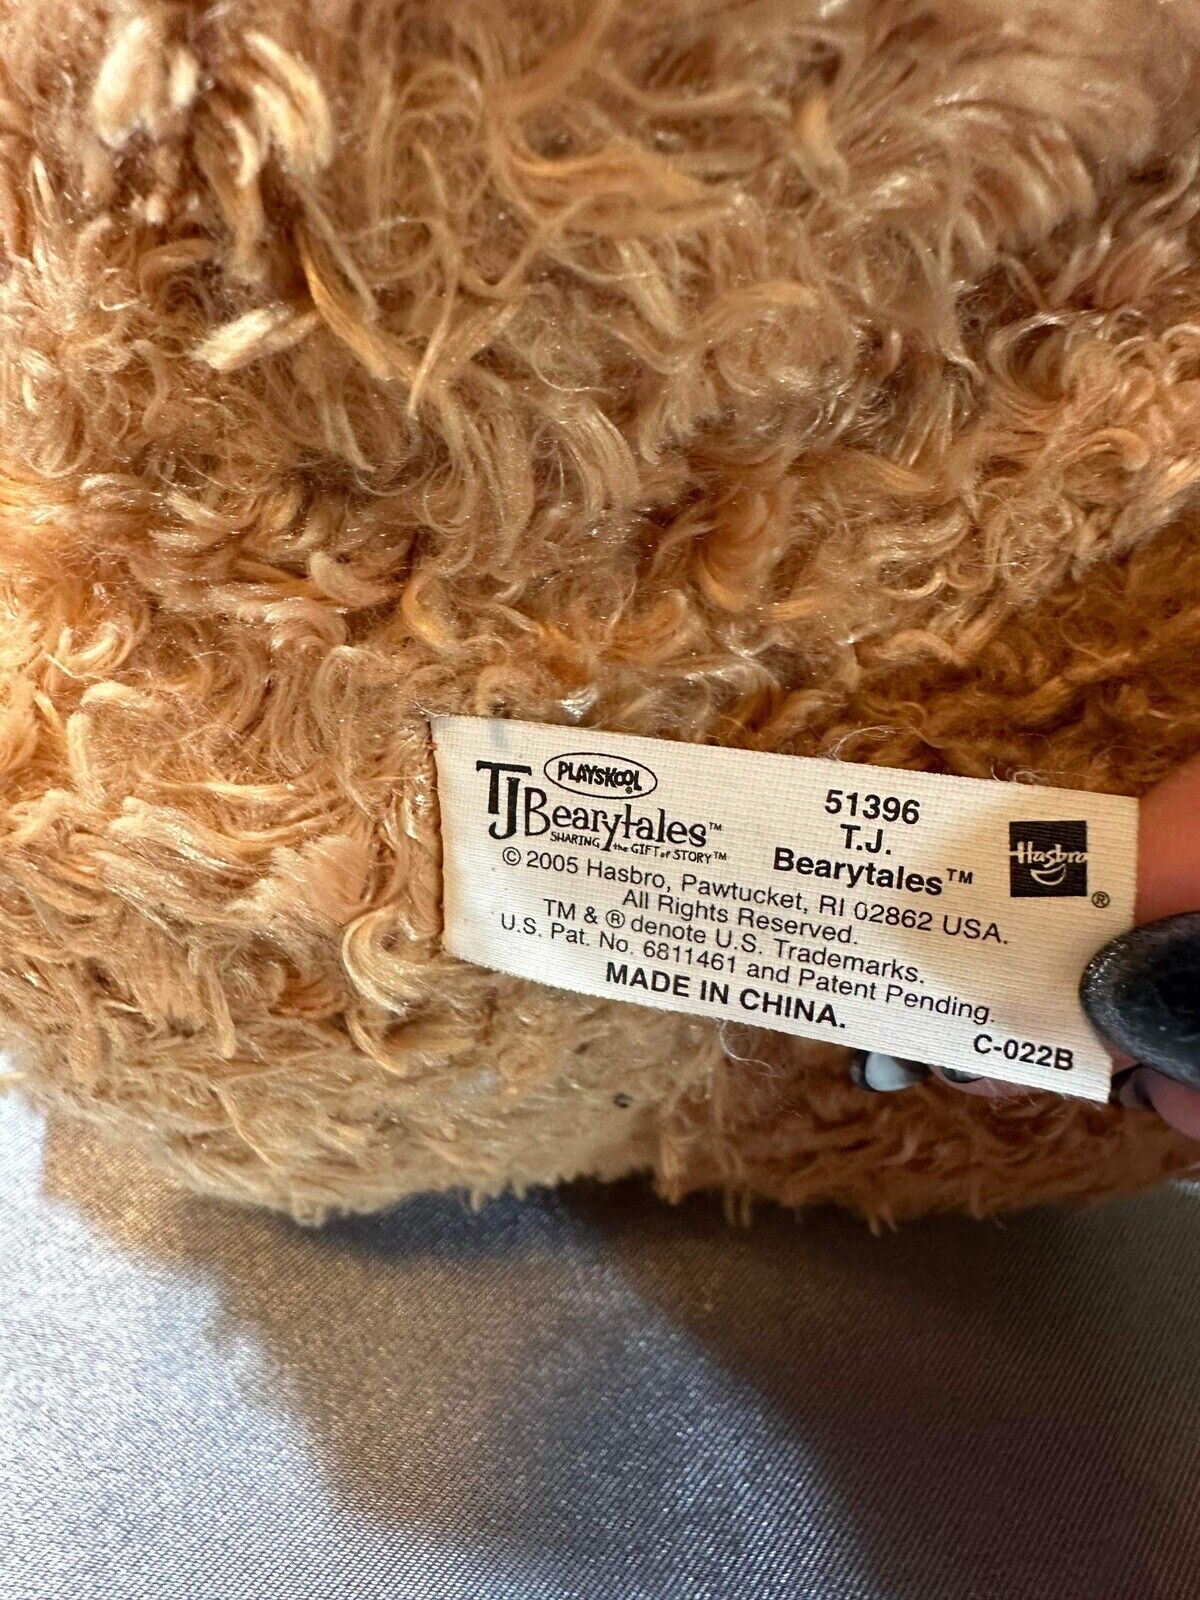 PLAYSKOOL
TJ Bearytales™
SHARING the GIFT of STORY™
51396
T.J.
Bearytales™
Hasbro
®
© 2005 Hasbro, Pawtucket, RI 02862 USA.
All Rights Reserved.
TM & ® denote U.S. Trademarks.
U.S. Pat. No. 6811461 and Patent Pending.
MADE IN CHINA.
C-022B